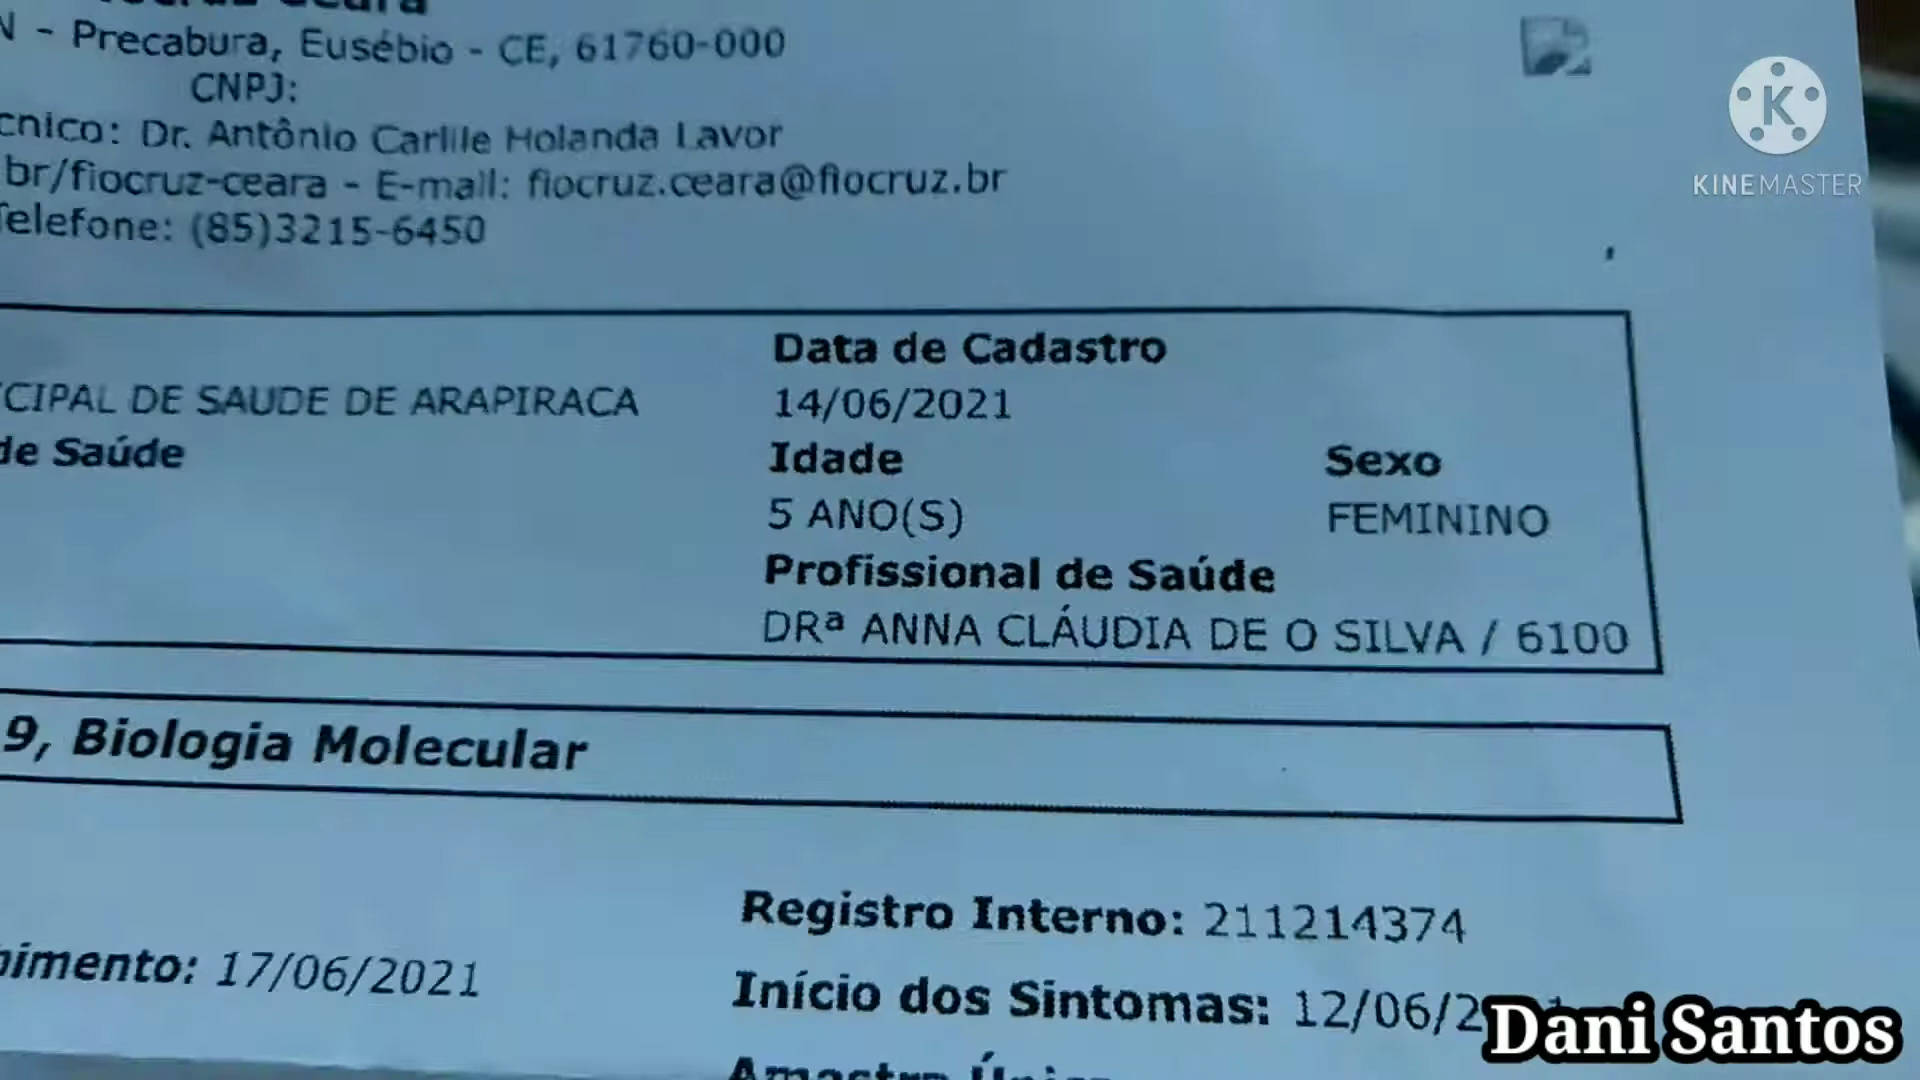 N - Precabura, Eusébio - CE, 61760-000
CNPJ:
cnico: Dr. Antônio Carlile Holanda Lavor
br/fiocruz-ceara - E-mail: fiocruz.ceara@fiocruz.br
Telefone: (85)3215-6450
KINEMASTER
Data de Cadastro
CIPAL DE SAUDE DE ARAPIRACA 14/06/2021
de Saúde Idade Sexo
5 ANO(S) FEMININO
Profissional de Saúde
DRª ANNA CLÁUDIA DE O SILVA / 6100
9, Biologia Molecular
Registro Interno: 211214374
bimento: 17/06/2021
Início dos Sintomas: 12/06/2
Dani Santos